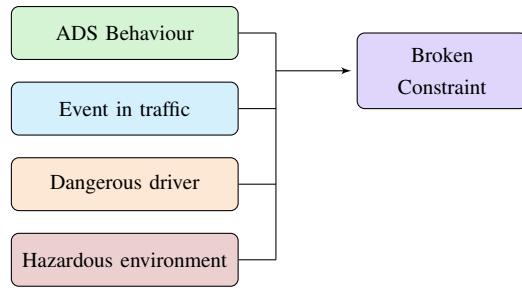 ADS Behaviour
Broken
Constraint
Event in traffic
Dangerous driver
Hazardous environment